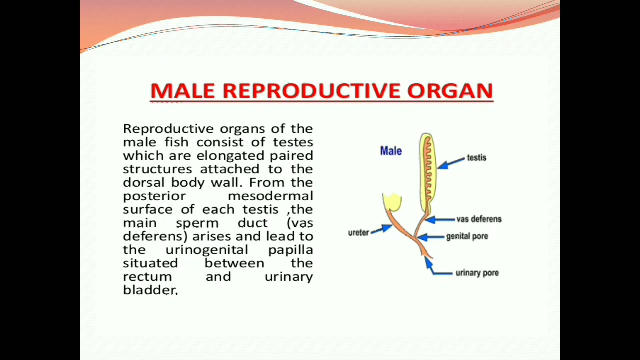 MALE REPRODUCTIVE ORGAN
Reproductive organs of the
male fish consist of testes
which are elongated paired
structures attached to the
dorsal body wall. From the
posterior mesodermal
surface of each testis ,the
main sperm duct (vas
deferens) arises and lead to
the urinogenital papilla
situated between the
rectum and urinary
bladder.
Male
testis
vas deferens
genital pore
ureter
urinary pore